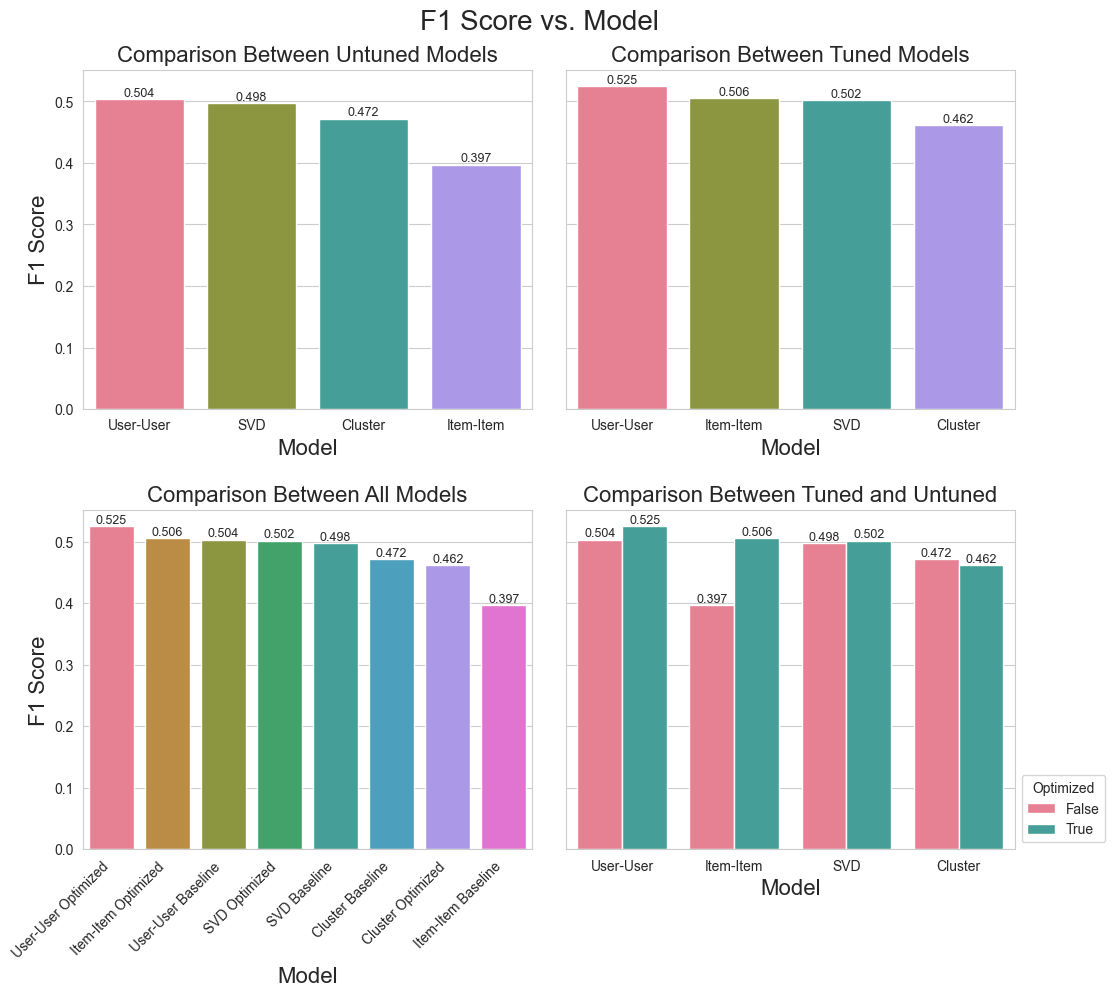 F1 Score vs. Model
Comparison Between Untuned Models
F1 Score
0.5
0.4
0.3
0.2
0.1
0.0
0.504
0.498
0.472
0.397
User-User
SVD
Cluster
Item-Item
Model
Comparison Between Tuned Models
0.525
0.506
0.502
0.462
User-User
Item-Item
SVD
Cluster
Model
Comparison Between All Models
F1 Score
0.5
0.4
0.3
0.2
0.1
0.0
0.525
0.506
0.504
0.502
0.498
0.472
0.462
0.397
User-User Optimized
Item-Item Optimized
User-User Baseline
SVD Optimized
SVD Baseline
Cluster Baseline
Cluster Optimized
Item-Item Baseline
Model
Comparison Between Tuned and Untuned
0.504
0.525
0.397
0.506
0.498
0.502
0.472
0.462
User-User
Item-Item
SVD
Cluster
Model
Optimized
False
True